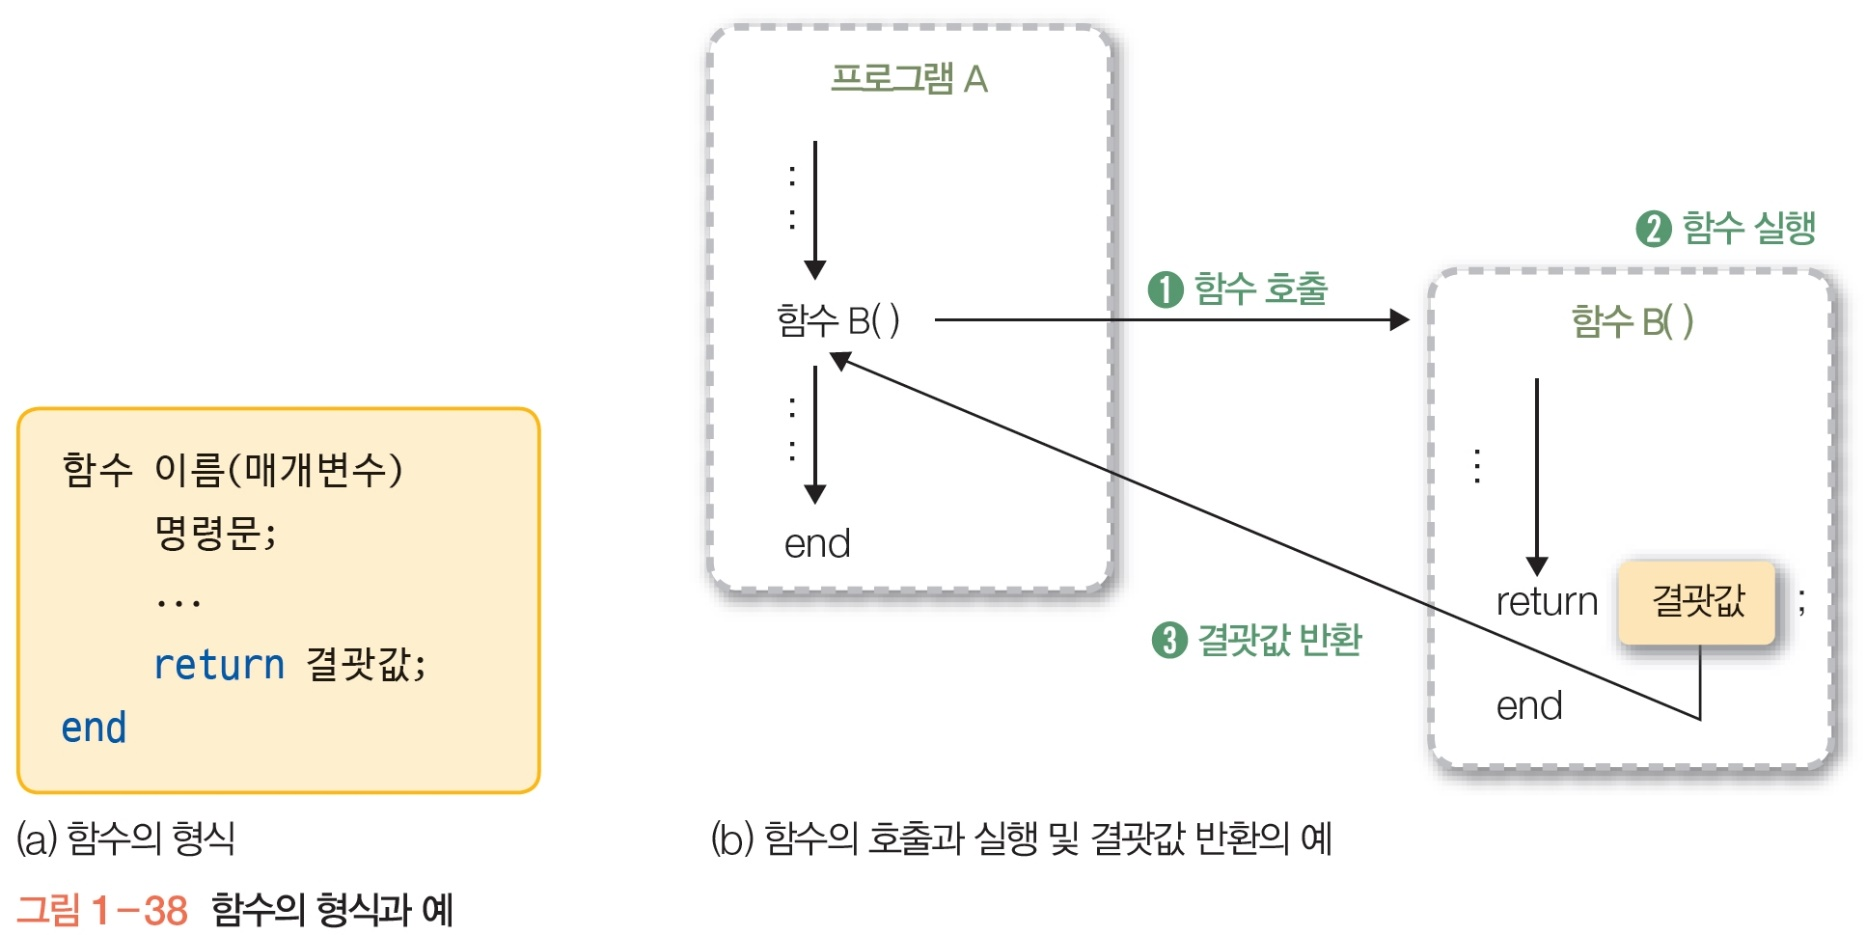 함수 이름(매개변수)
명령문;
...
return 결괏값;
end
(a) 함수의 형식
프로그램 A
⋮
⋮
함수 B( )
⋮
⋮
end
❶ 함수 호출
❷ 함수 실행
함수 B( )
⋮
return 결괏값 ;
end
❸ 결괏값 반환
(b) 함수의 호출과 실행 및 결괏값 반환의 예
그림 1-38 함수의 형식과 예